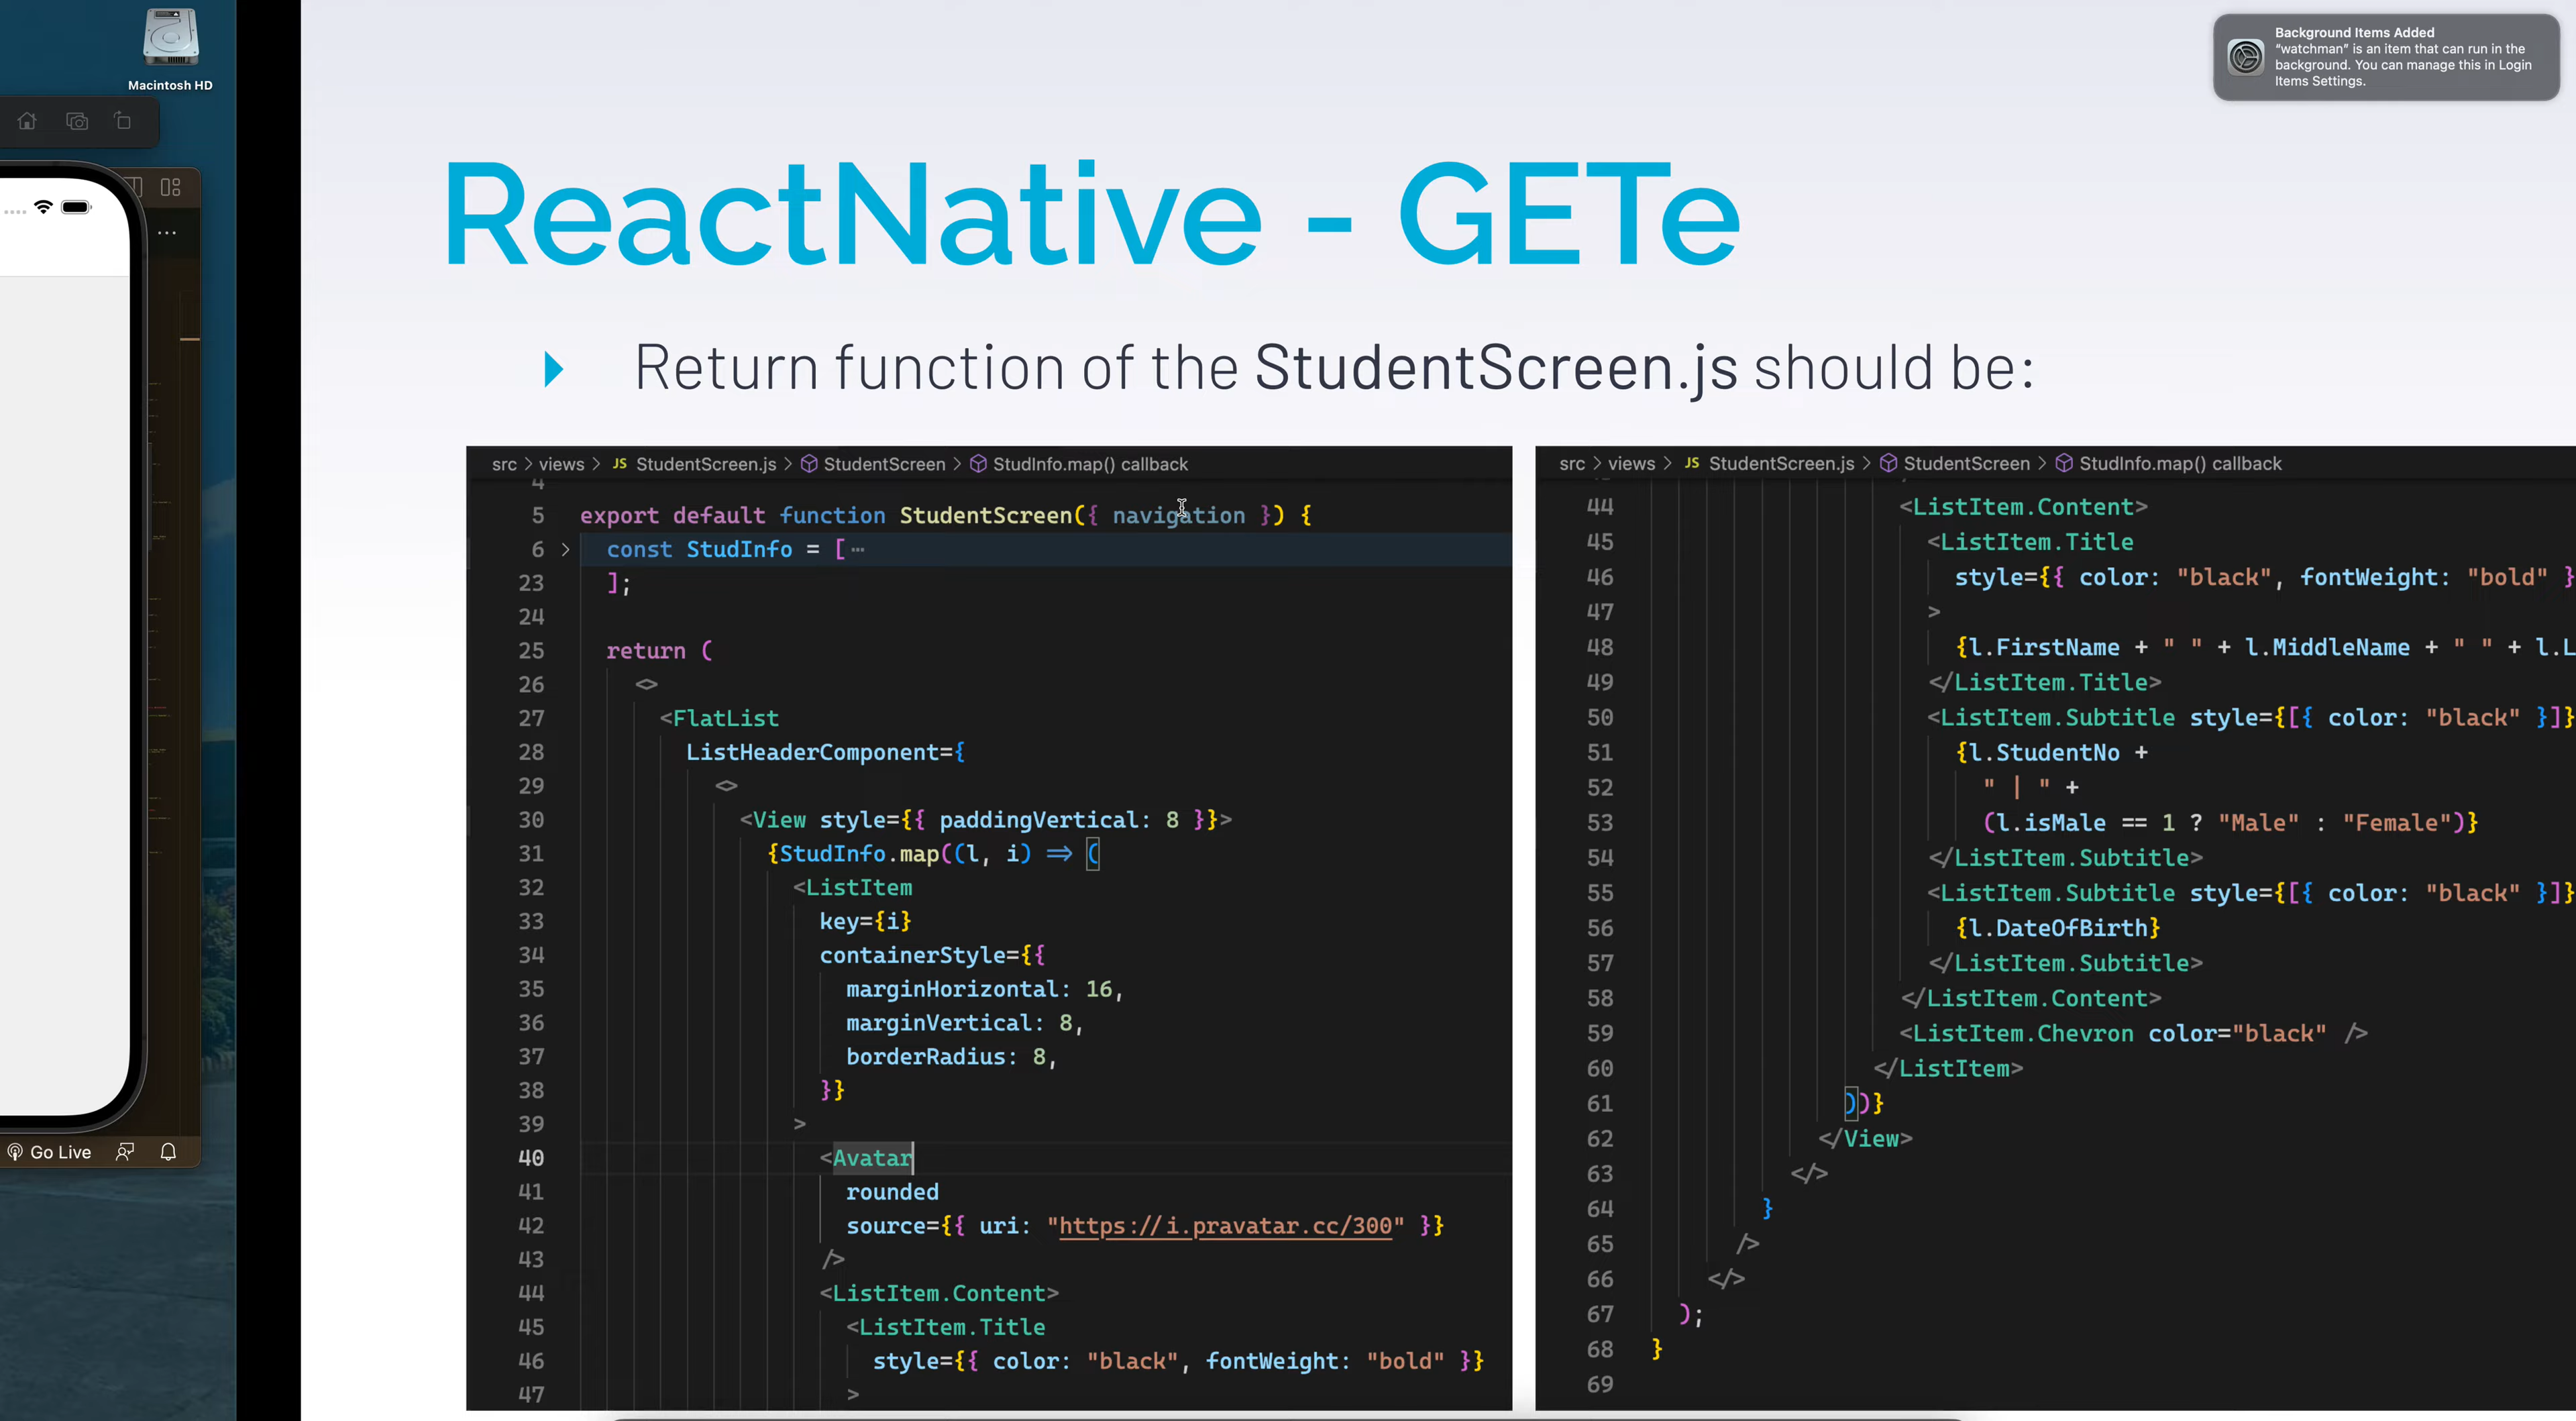 Macintosh HD
Go Live
Background Items Added
“watchman” is an item that can run in the
background. You can manage this in Login
Items Settings.
ReactNative - GETe
Return function of the StudentScreen.js should be:
src > views > JS StudentScreen.js > StudentScreen > StudInfo.map() callback
4
5 export default function StudentScreen({ navigation }) {
6 > const StudInfo = [ ⋯
23 ];
24
25 return (
26 <>
27 <FlatList
28 ListHeaderComponent={
29 <>
30 <View style={{ paddingVertical: 8 }}>
31 {StudInfo.map((l, i) => (
32 <ListItem
33 key={i}
34 containerStyle={{
35 marginHorizontal: 16,
36 marginVertical: 8,
37 borderRadius: 8,
38 }}
39 >
40 <Avatar
41 rounded
42 source={{ uri: "https://i.pravatar.cc/300" }}
43 />
44 <ListItem.Content>
45 <ListItem.Title
46 style={{ color: "black", fontWeight: "bold" }}
47 >
src > views > JS StudentScreen.js > StudentScreen > StudInfo.map() callback
44 <ListItem.Content>
45 <ListItem.Title
46 style={{ color: "black", fontWeight: "bold" }
47 >
48 {l.FirstName + " " + l.MiddleName + " " + l.L
49 </ListItem.Title>
50 <ListItem.Subtitle style={[{ color: "black" }]}
51 {l.StudentNo +
52 " | " +
53 (l.isMale == 1 ? "Male" : "Female")}
54 </ListItem.Subtitle>
55 <ListItem.Subtitle style={[{ color: "black" }]}
56 {l.DateOfBirth}
57 </ListItem.Subtitle>
58 </ListItem.Content>
59 <ListItem.Chevron color="black" />
60 </ListItem>
61 ))}
62 </View>
63 </>
64 }
65 />
66 </>
67 );
68 }
69